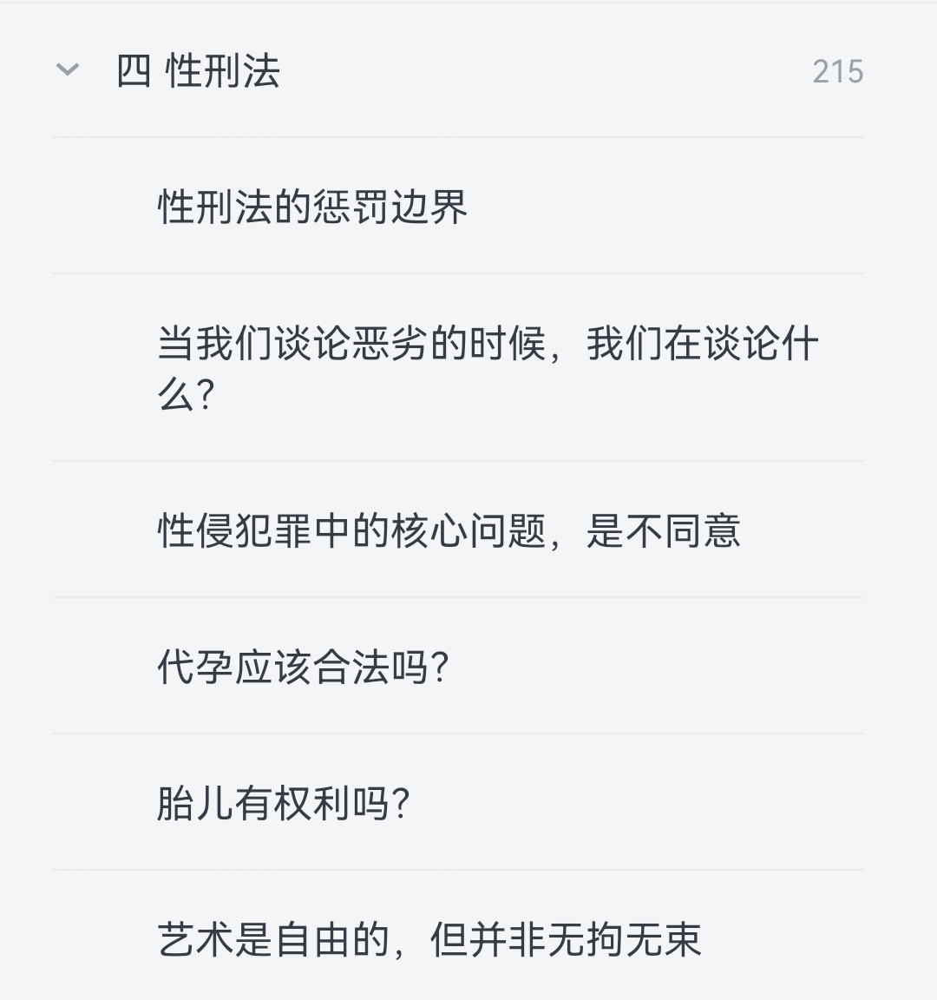 四 性刑法 215
性刑法的惩罚边界
当我们谈论恶劣的时候，我们在谈论什
么？
性侵犯罪中的核心问题，是不同意
代孕应该合法吗？
胎儿有权利吗？
艺术是自由的，但并非无拘无束